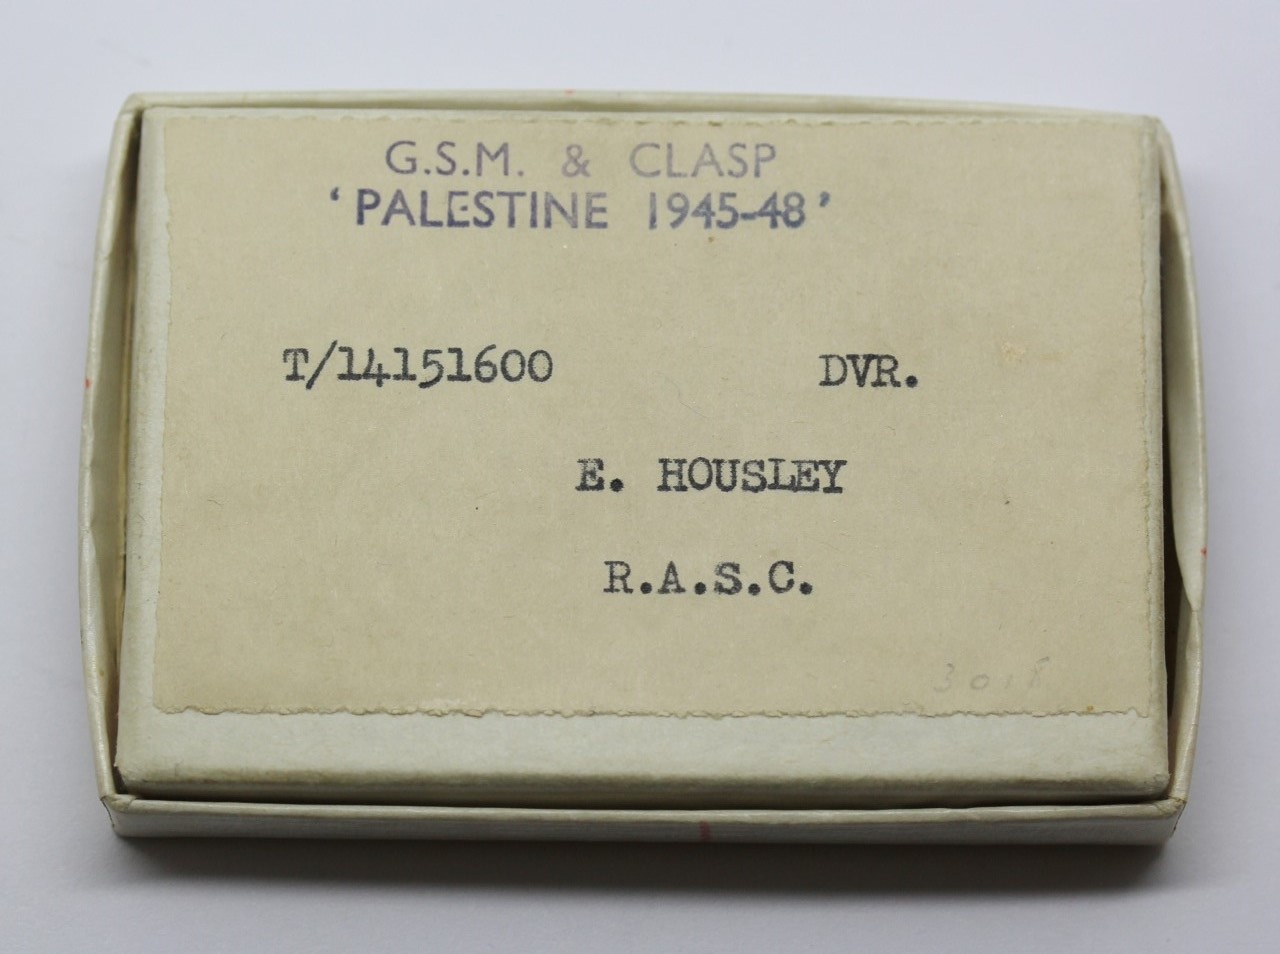 G.S.M. & CLASP
‘PALESTINE 1945-48’
T/14151600 DVR.
E. HOUSLEY
R.A.S.C.